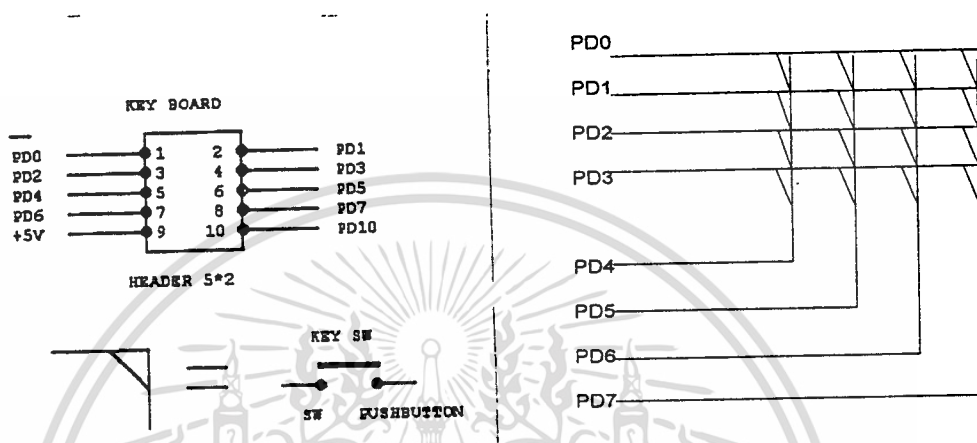 KEY BOARD
PD0 1 2 PD1
PD2 3 4 PD3
PD4 5 6 PD5
PD6 7 8 PD7
+5V 9 10 PD10
HEADER 5*2
KEY SW
SW PUSHBUTTON
PD0
PD1
PD2
PD3
PD4
PD5
PD6
PD7